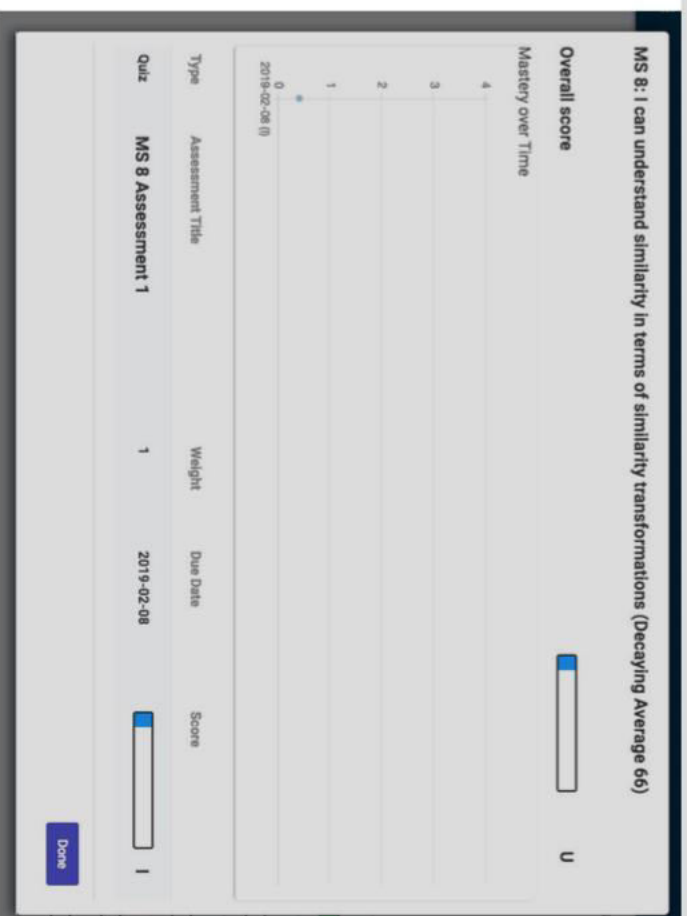 MS 8: I can understand similarity in terms of similarity transformations (Decaying Average 66)
Overall score U
Mastery over Time
4
3
2
1
0
2019-02-08 (I)
Type Assessment Title Weight Due Date Score
Quiz MS 8 Assessment 1 1 2019-02-08 I
Done